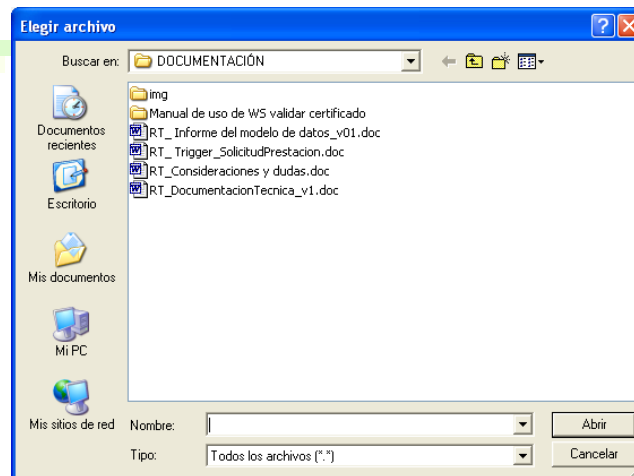 Elegir archivo
Buscar en: DOCUMENTACIÓN
img
Manual de uso de WS validar certificado
RT_ Informe del modelo de datos_v01.doc
RT_ Trigger_SolicitudPrestacion.doc
RT_Consideraciones y dudas.doc
RT_DocumentacionTecnica_v1.doc
Documentos
recientes
Escritorio
Mis documentos
Mi PC
Mis sitios de red
Nombre: Abrir
Tipo: Todos los archivos (*.*) Cancelar